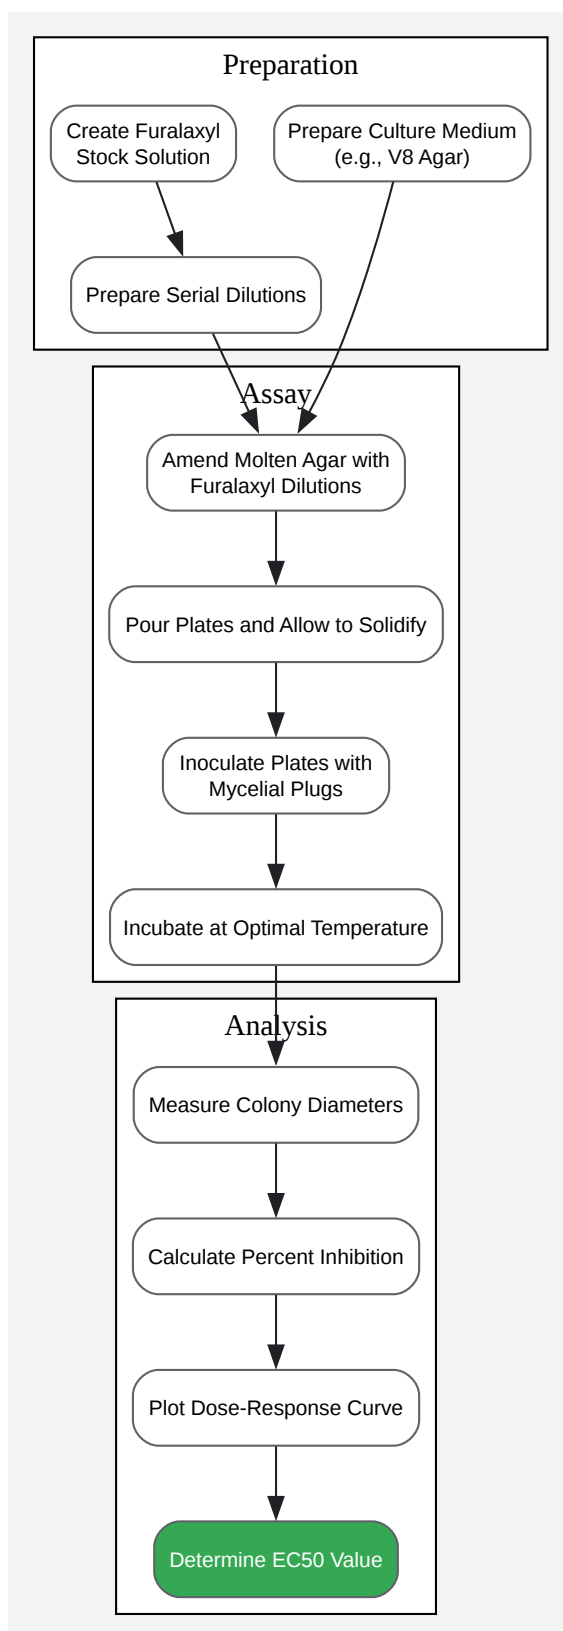 Preparation
Create Furalaxyl
Stock Solution
Prepare Culture Medium
(e.g., V8 Agar)
Prepare Serial Dilutions
Assay
Amend Molten Agar with
Furalaxyl Dilutions
Pour Plates and Allow to Solidify
Inoculate Plates with
Mycelial Plugs
Incubate at Optimal Temperature
Analysis
Measure Colony Diameters
Calculate Percent Inhibition
Plot Dose-Response Curve
Determine EC50 Value